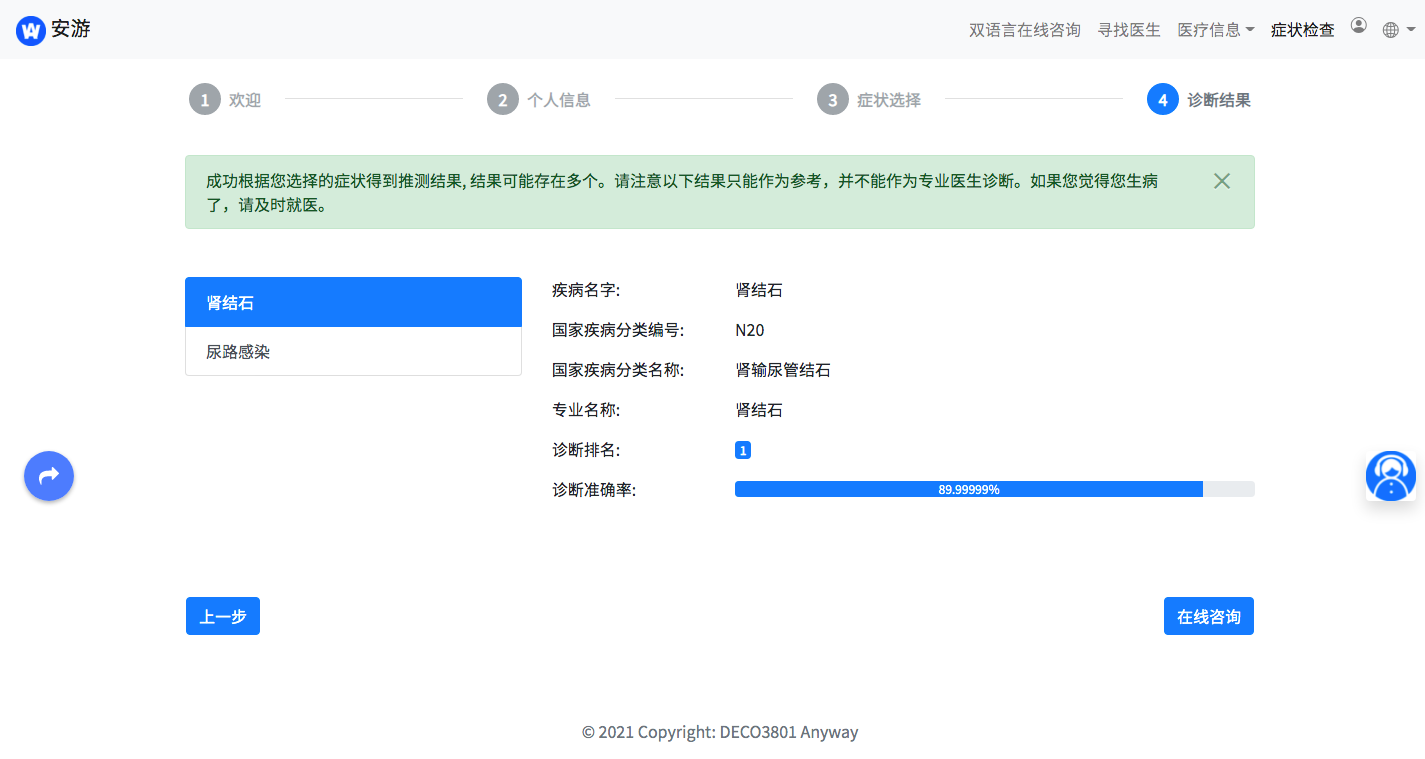 安游
双语言在线咨询 寻找医生 医疗信息 症状检查
1 欢迎 2 个人信息 3 症状选择 4 诊断结果
成功根据您选择的症状得到推测结果, 结果可能存在多个。请注意以下结果只能作为参考，并不能作为专业医生诊断。如果您觉得您生病
了，请及时就医。
肾结石
尿路感染
疾病名字: 肾结石
国家疾病分类编号: N20
国家疾病分类名称: 肾输尿管结石
专业名称: 肾结石
诊断排名: 1
诊断准确率: 89.99999%
上一步 在线咨询
© 2021 Copyright: DECO3801 Anyway